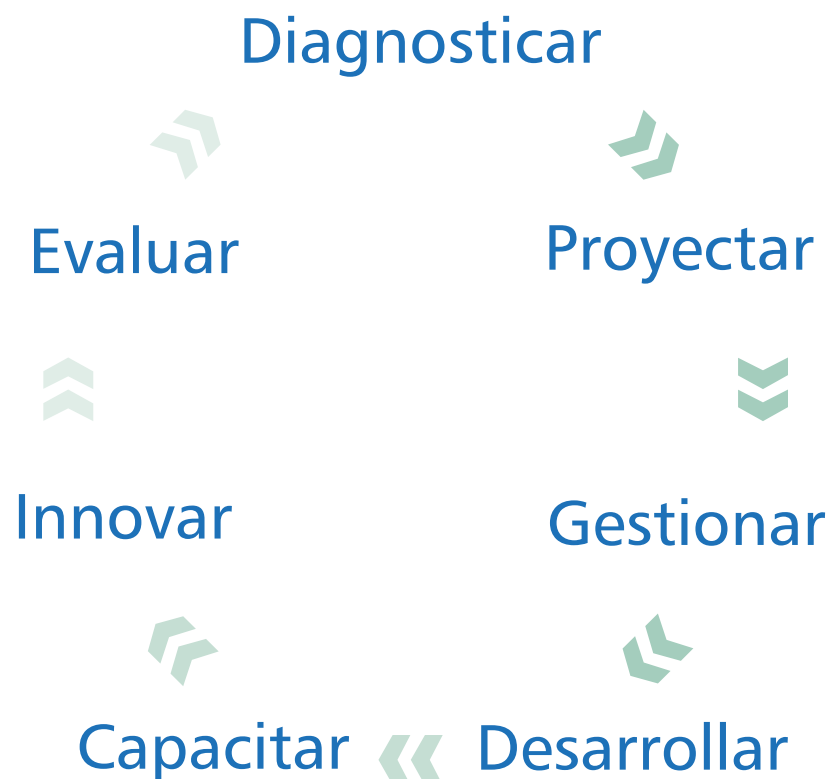 Diagnosticar
Proyectar
Gestionar
Desarrollar
Capacitar
Innovar
Evaluar